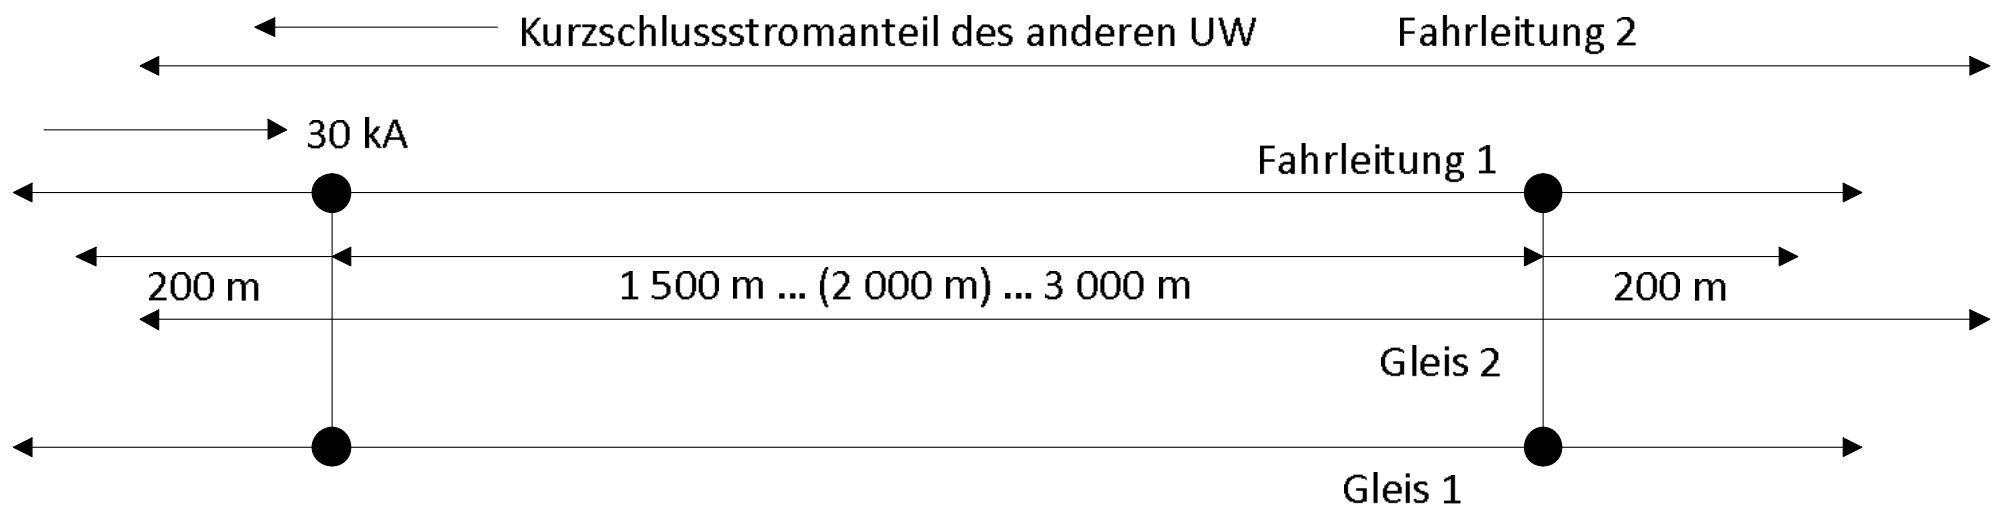 Kurzschlussstromanteil des anderen UW
Fahrleitung 2
30 kA
Fahrleitung 1
200 m
1 500 m ... (2 000 m) ... 3 000 m
200 m
Gleis 2
Gleis 1